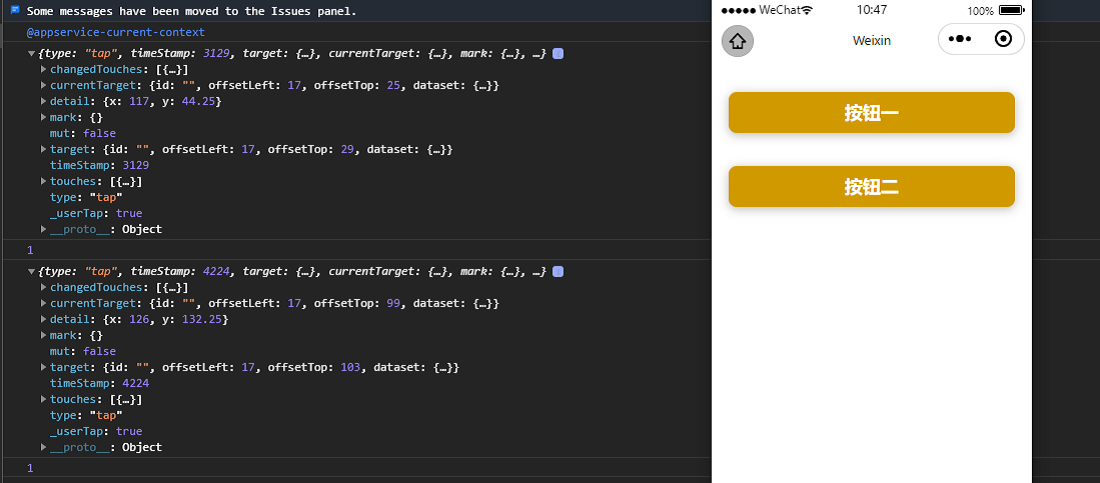 Some messages have been moved to the Issues panel.
@appservice-current-context
{type: "tap", timeStamp: 3129, target: {…}, currentTarget: {…}, mark: {…}, …}
changedTouches: [{…}]
currentTarget: {id: "", offsetLeft: 17, offsetTop: 25, dataset: {…}}
detail: {x: 117, y: 44.25}
mark: {}
mut: false
target: {id: "", offsetLeft: 17, offsetTop: 29, dataset: {…}}
timeStamp: 3129
touches: [{…}]
type: "tap"
_userTap: true
__proto__: Object
1
{type: "tap", timeStamp: 4224, target: {…}, currentTarget: {…}, mark: {…}, …}
changedTouches: [{…}]
currentTarget: {id: "", offsetLeft: 17, offsetTop: 99, dataset: {…}}
detail: {x: 126, y: 132.25}
mark: {}
mut: false
target: {id: "", offsetLeft: 17, offsetTop: 103, dataset: {…}}
timeStamp: 4224
touches: [{…}]
type: "tap"
_userTap: true
__proto__: Object
1
WeChat 10:47 100%
Weixin
按钮一
按钮二